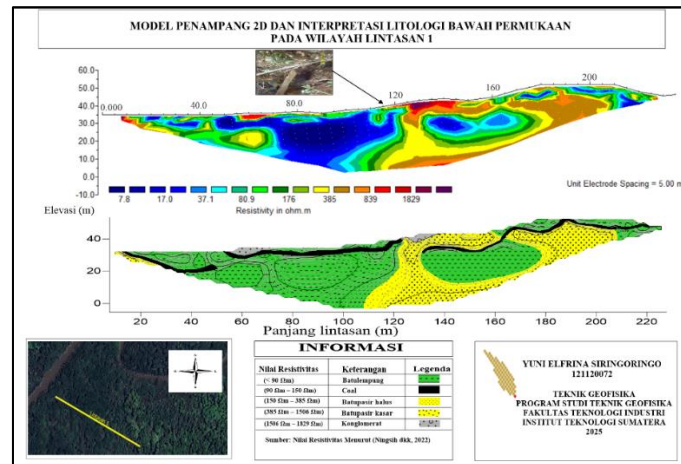 MODEL PENAMPANG 2D DAN INTERPRETASI LITOLOGI BAWAH PERMUKAAN
PADA WILAYAH LINTASAN 1
60.0
50.0
40.0
30.0
20.0
10.0
0.0
0.000 40.0 80.0 120 160 200
7.8 17.0 37.1 80.9 176 385 839 1829
Resistivity in ohm.m
Unit Electrode Spacing = 5.00 m
Elevasi (m)
40
20
0
20 40 60 80 100 120 140 160 180 200 220
Panjang lintasan (m)
INFORMASI
Nilai Resistivitas Keterangan Legenda
(< 90 Ωm) Batulempung
(90 Ωm – 150 Ωm) Coal
(150 Ωm – 385 Ωm) Batupasir halus
(385 Ωm – 1506 Ωm) Batupasir kasar
(1506 Ωm – 1829 Ωm) Konglomerat
Sumber: Nilai Resistivitas Menurut (Ningsih dkk, 2022)
YUNI ELFRINA SIRINGORINGO
121120072
TEKNIK GEOFISIKA
PROGRAM STUDI TEKNIK GEOFISIKA
FAKULTAS TEKNOLOGI INDUSTRI
INSTITUT TEKNOLOGI SUMATERA
2025